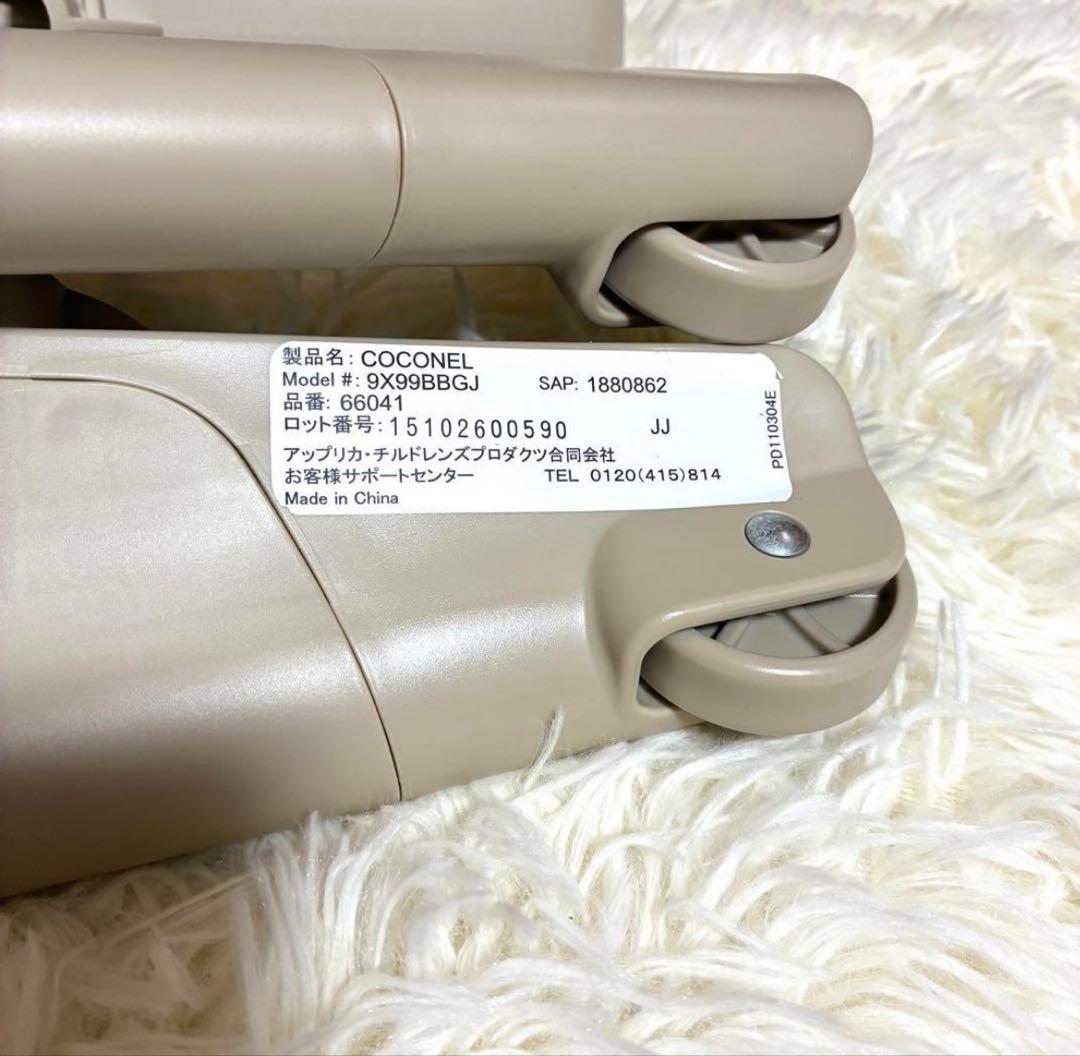 製品名: COCONEL
Model #: 9X99BBGJ SAP: 1880862
品番: 66041
ロット番号: 15102600590 JJ
アップリカ・チルドレンズプロダクツ合同会社
お客様サポートセンター TEL 0120(415)814
Made in China
PD110304E